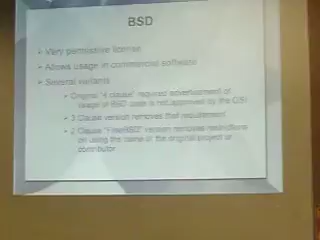 BSD
Very permissive license
Allows usage in commercial software
Several variants
Original "4 clause" required advertisement of
usage of BSD code is not approved by the OSI
3 Clause version removes that requirement
2 Clause "FreeBSD" version removes restrictions
on using the name of the original project or
contributor